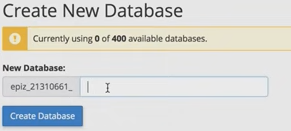 Create New Database
Currently using 0 of 400 available databases.
New Database:
epiz_21310661_
Create Database